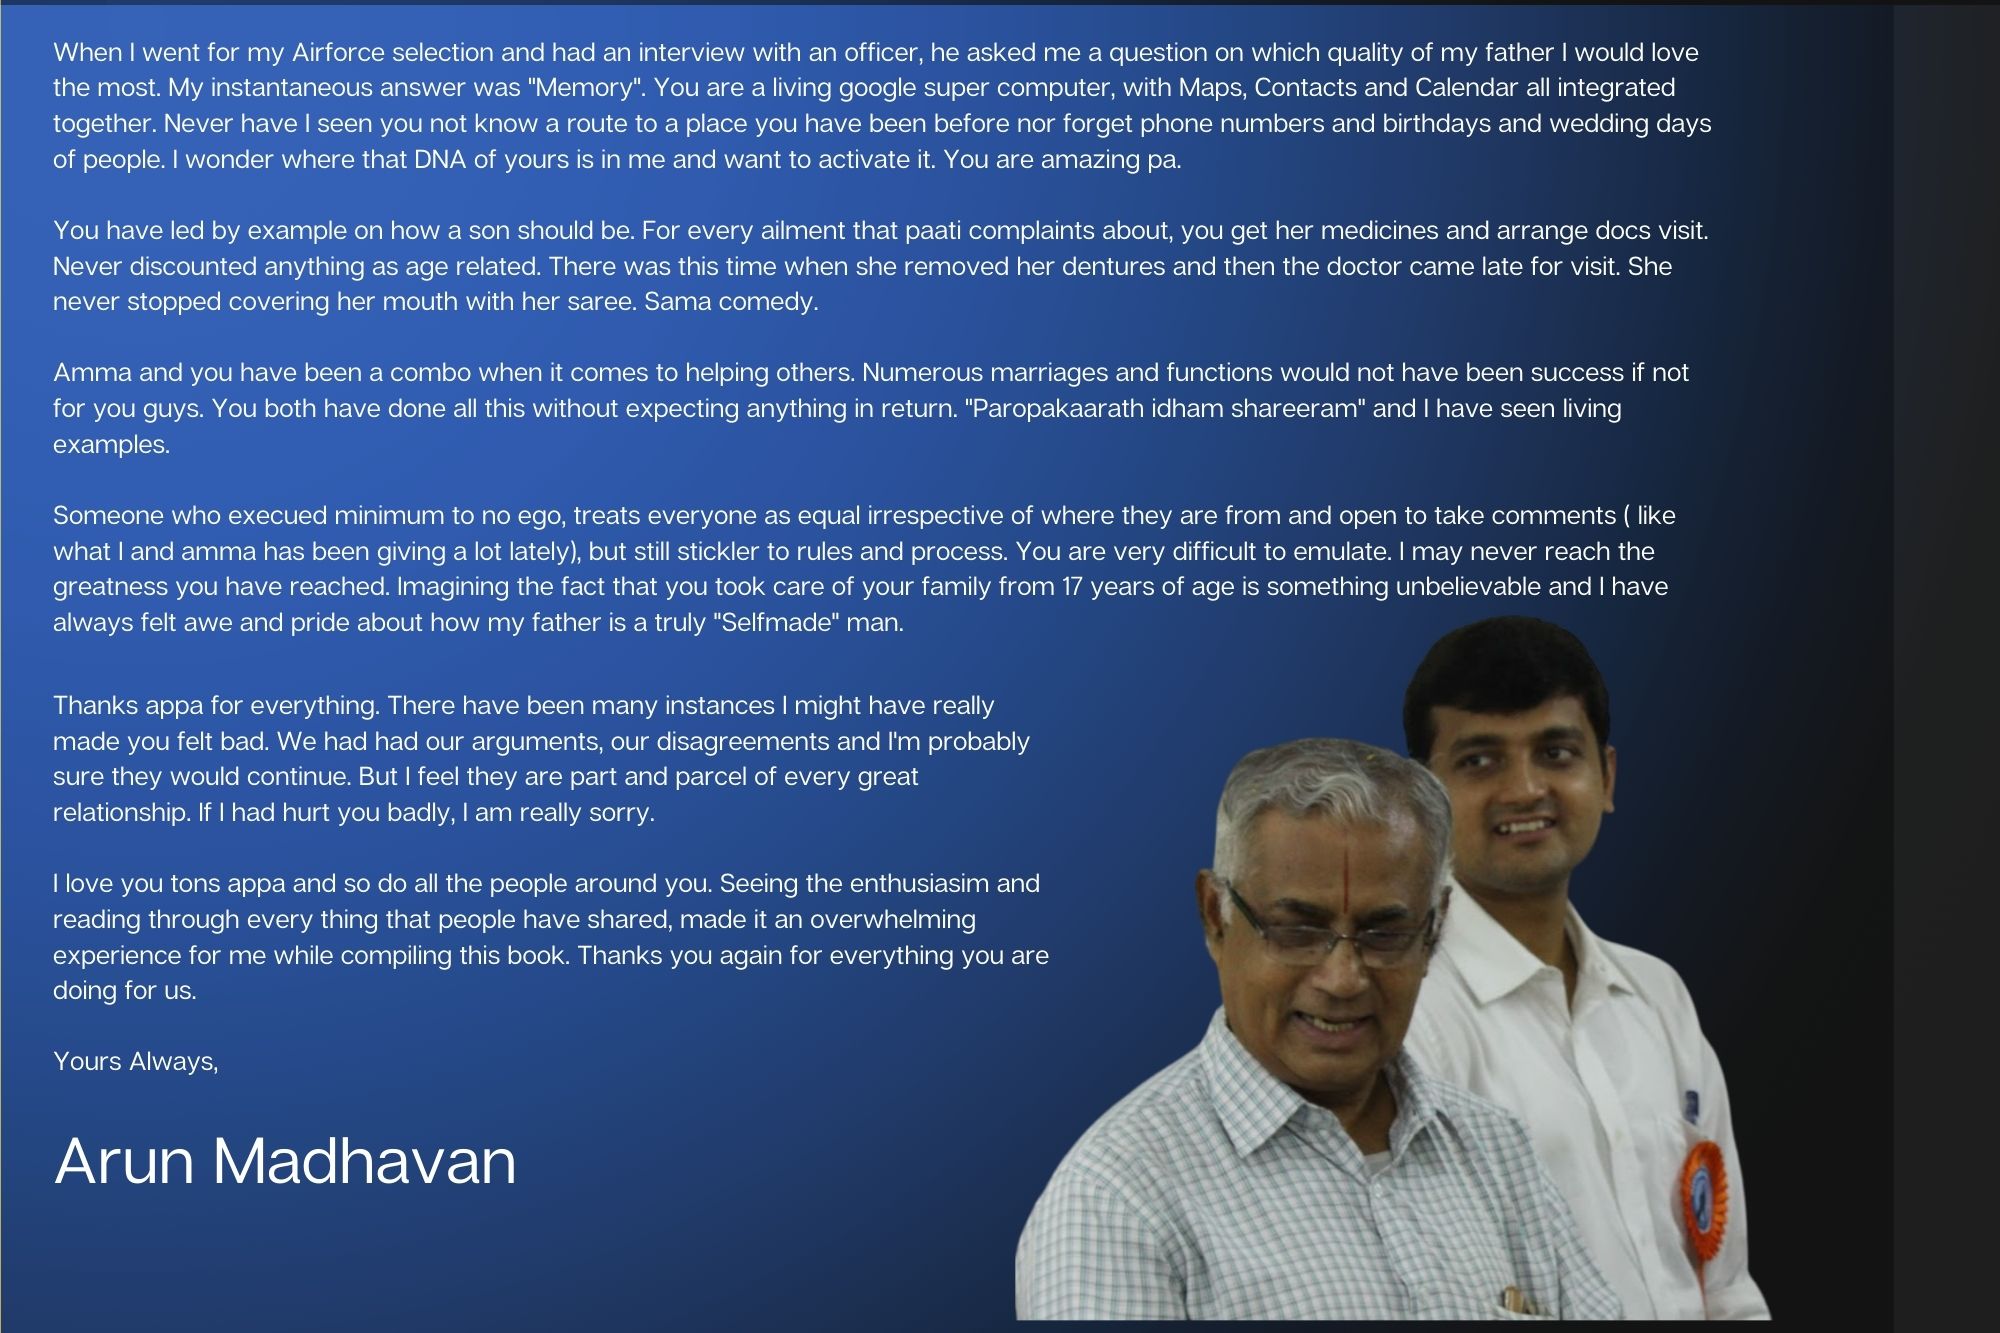 When I went for my Airforce selection and had an interview with an officer, he asked me a question on which quality of my father I would love
the most. My instantaneous answer was "Memory". You are a living google super computer, with Maps, Contacts and Calendar all integrated
together. Never have I seen you not know a route to a place you have been before nor forget phone numbers and birthdays and wedding days
of people. I wonder where that DNA of yours is in me and want to activate it. You are amazing pa.
You have led by example on how a son should be. For every ailment that paati complaints about, you get her medicines and arrange docs visit.
Never discounted anything as age related. There was this time when she removed her dentures and then the doctor came late for visit. She
never stopped covering her mouth with her saree. Sama comedy.
Amma and you have been a combo when it comes to helping others. Numerous marriages and functions would not have been success if not
for you guys. You both have done all this without expecting anything in return. "Paropakaarath idham shareeram" and I have seen living
examples.
Someone who execued minimum to no ego, treats everyone as equal irrespective of where they are from and open to take comments ( like
what I and amma has been giving a lot lately), but still stickler to rules and process. You are very difficult to emulate. I may never reach the
greatness you have reached. Imagining the fact that you took care of your family from 17 years of age is something unbelievable and I have
always felt awe and pride about how my father is a truly "Selfmade" man.
Thanks appa for everything. There have been many instances I might have really
made you felt bad. We had had our arguments, our disagreements and I'm probably
sure they would continue. But I feel they are part and parcel of every great
relationship. If I had hurt you badly, I am really sorry.
I love you tons appa and so do all the people around you. Seeing the enthusiasim and
reading through every thing that people have shared, made it an overwhelming
experience for me while compiling this book. Thanks you again for everything you are
doing for us.
Yours Always,
Arun Madhavan